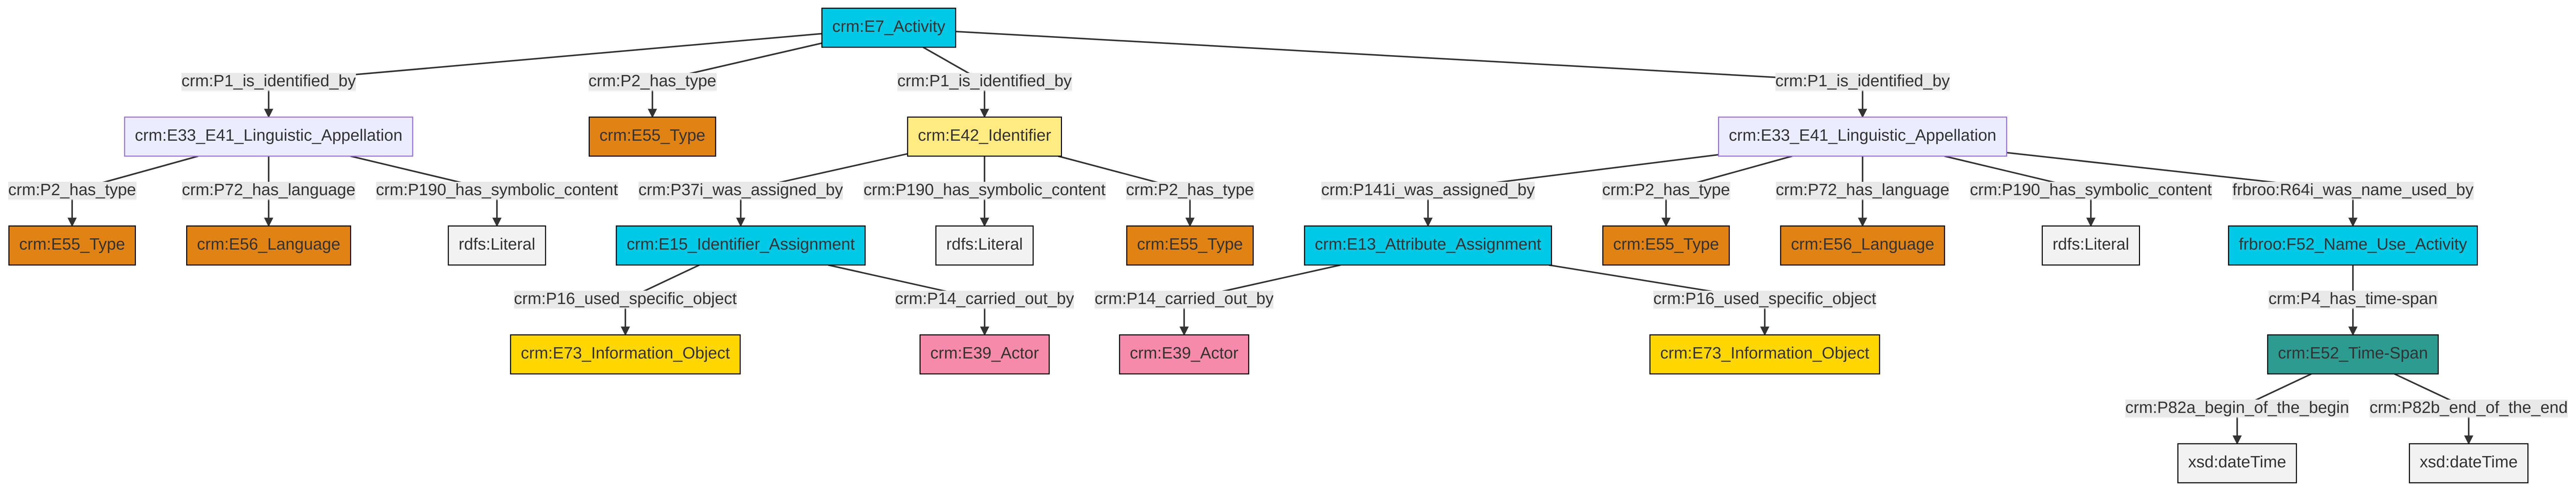 crm:E7_Activity
crm:P1_is_identified_by
crm:P2_has_type
crm:P1_is_identified_by
crm:P1_is_identified_by
crm:E33_E41_Linguistic_Appellation
crm:E55_Type
crm:E42_Identifier
crm:E33_E41_Linguistic_Appellation
crm:P2_has_type
crm:P72_has_language
crm:P190_has_symbolic_content
crm:P37i_was_assigned_by
crm:P190_has_symbolic_content
crm:P2_has_type
crm:P141i_was_assigned_by
crm:P2_has_type
crm:P72_has_language
crm:P190_has_symbolic_content
frbroo:R64i_was_name_used_by
crm:E55_Type
crm:E56_Language
rdfs:Literal
crm:E15_Identifier_Assignment
rdfs:Literal
crm:E55_Type
crm:E13_Attribute_Assignment
crm:E55_Type
crm:E56_Language
rdfs:Literal
frbroo:F52_Name_Use_Activity
crm:P16_used_specific_object
crm:P14_carried_out_by
crm:P14_carried_out_by
crm:P16_used_specific_object
crm:P4_has_time-span
crm:E73_Information_Object
crm:E39_Actor
crm:E39_Actor
crm:E73_Information_Object
crm:E52_Time-Span
crm:P82a_begin_of_the_begin
crm:P82b_end_of_the_end
xsd:dateTime
xsd:dateTime